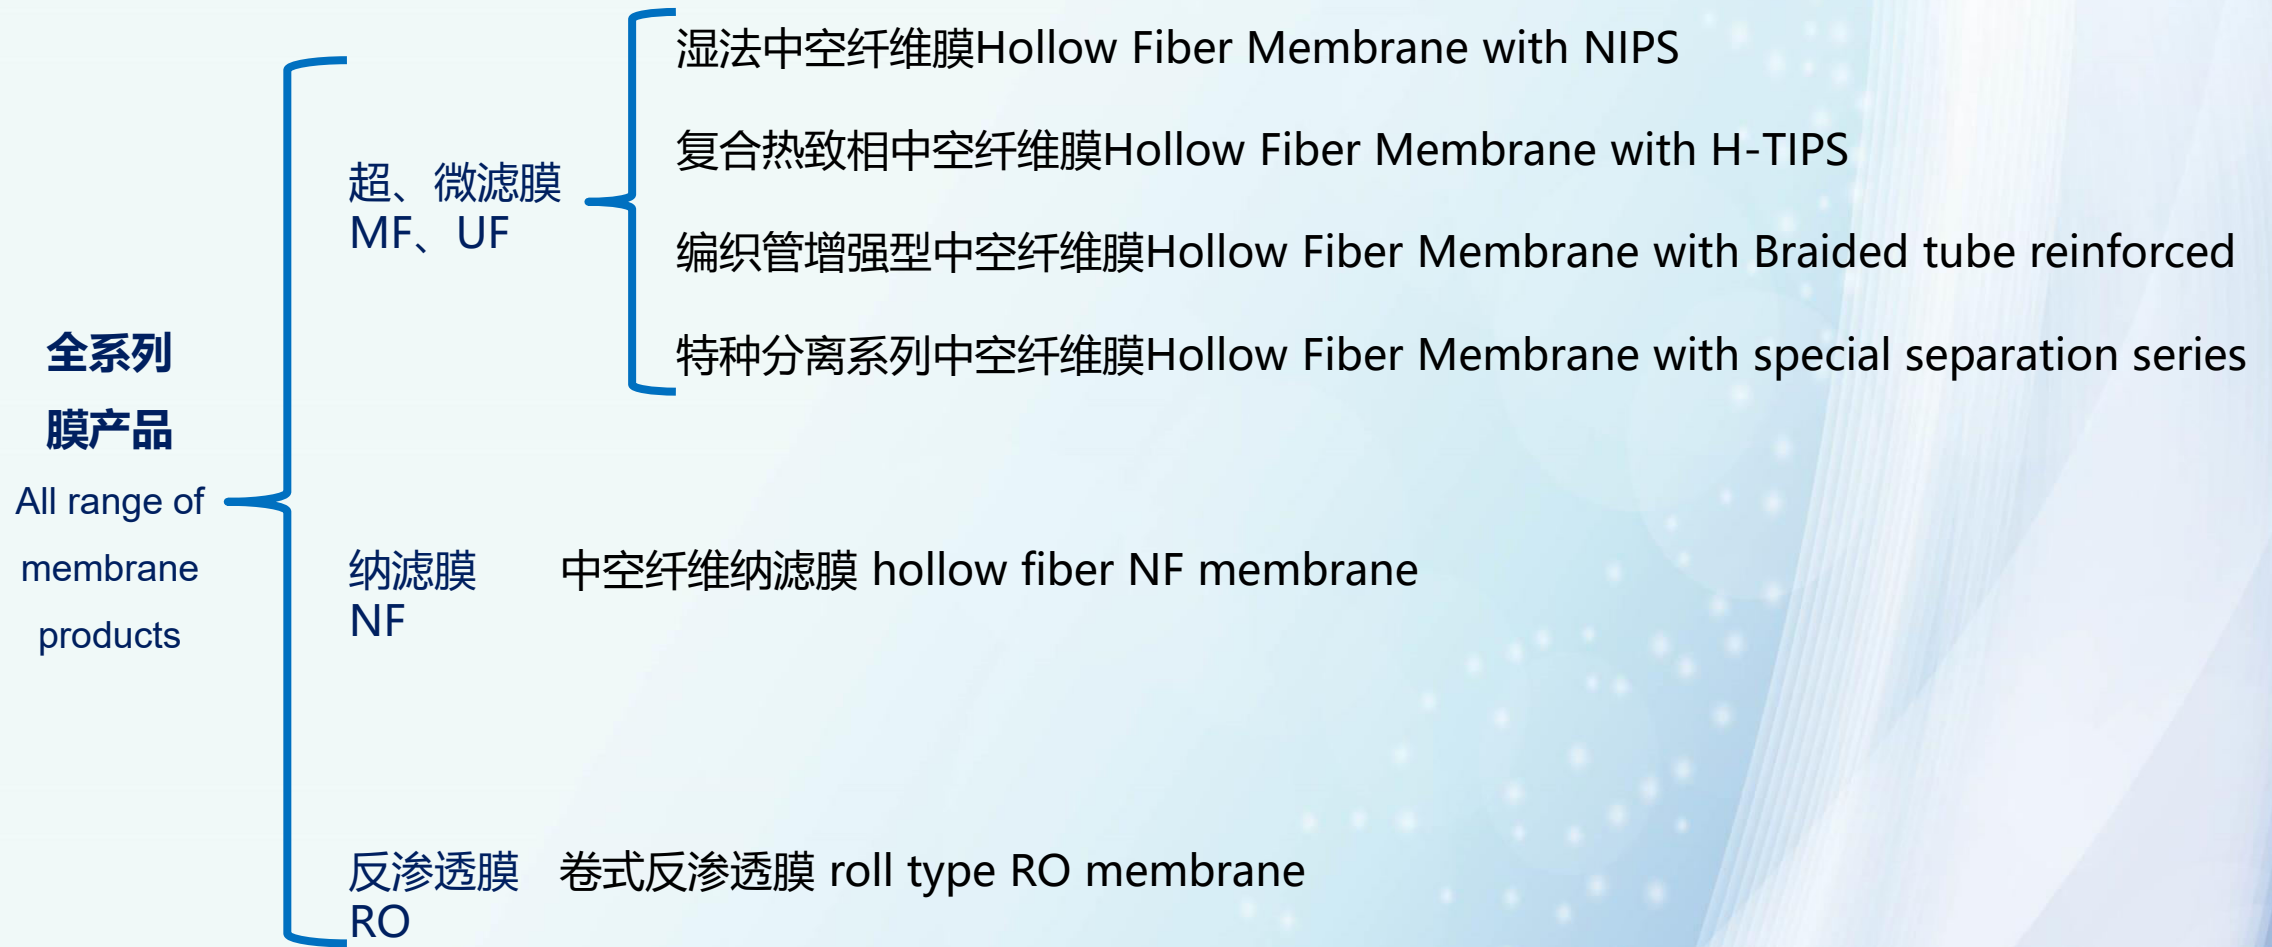 全系列
膜产品
All range of
membrane
products
超、微滤膜
MF、UF
湿法中空纤维膜Hollow Fiber Membrane with NIPS
复合热致相中空纤维膜Hollow Fiber Membrane with H-TIPS
编织管增强型中空纤维膜Hollow Fiber Membrane with Braided tube reinforced
特种分离系列中空纤维膜Hollow Fiber Membrane with special separation series
纳滤膜
NF
中空纤维纳滤膜 hollow fiber NF membrane
反渗透膜
RO
卷式反渗透膜 roll type RO membrane